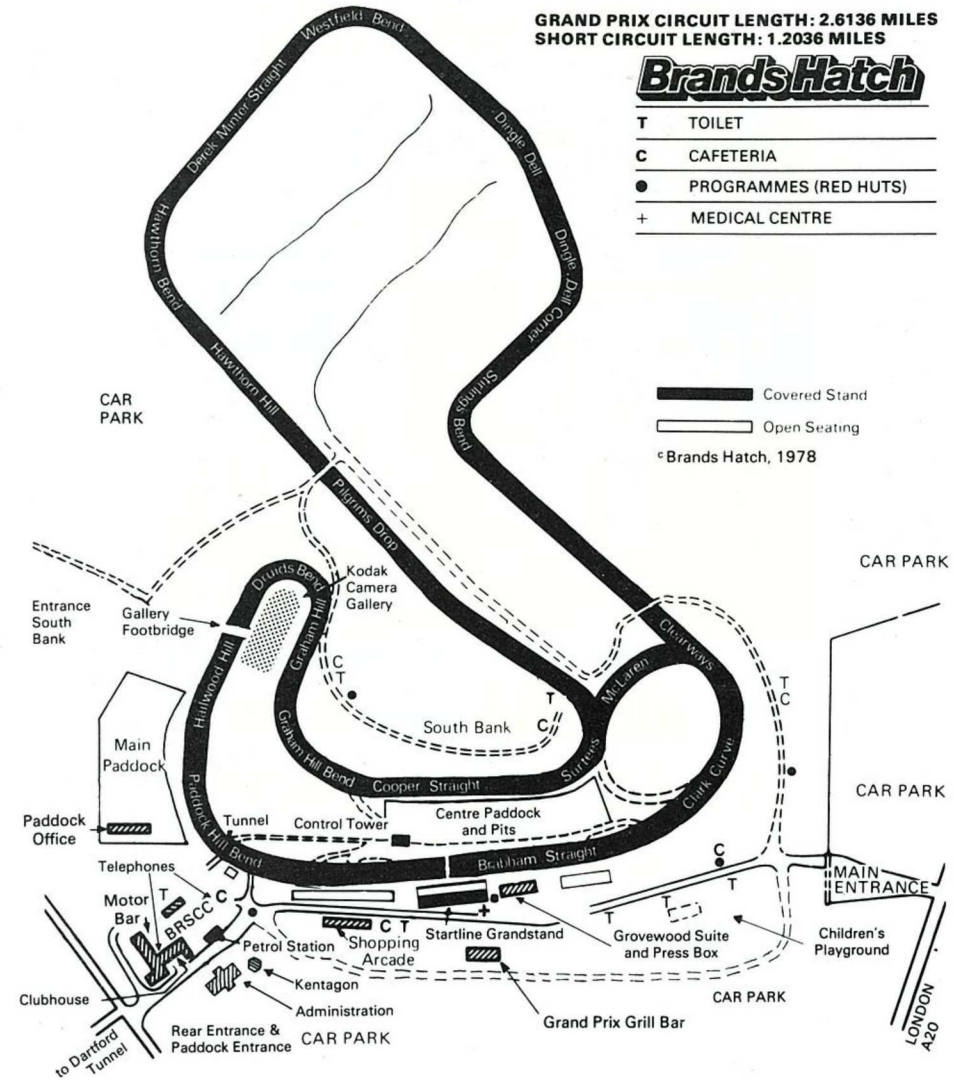 GRAND PRIX CIRCUIT LENGTH: 2.6136 MILES
SHORT CIRCUIT LENGTH: 1.2036 MILES
Brands Hatch
T TOILET
C CAFETERIA
● PROGRAMMES (RED HUTS)
+ MEDICAL CENTRE
Covered Stand
Open Seating
c Brands Hatch, 1978
Westfield Bend
Derek Minter Straight
Dingle Dell
Hawthorn Bend
Dingle Dell Corner
Hawthorn Hill
Stirlings Bend
CAR
PARK
Pilgrims Drop
CAR PARK
Druids Bend
Kodak
Camera
Gallery
Entrance
South
Bank
Gallery
Footbridge
Graham Hill
Hailwood Hill
Clearways
McLaren
C
T
T
C
T
C
South Bank
Main
Paddock
Graham Hill Bend
Cooper Straight
Surtees
Clark Curve
CAR PARK
Paddock Hill Bend
Centre Paddock
and Pits
Paddock
Office
Tunnel
Control Tower
Brabham Straight
C
Telephones
MAIN
ENTRANCE
Motor
Bar
T
BRSCC
C
T
T
T
+
C T
Startline Grandstand
Petrol Station
Shopping
Arcade
Grovewood Suite
and Press Box
Children's
Playground
Clubhouse
Kentagon
Administration
CAR PARK
Rear Entrance &
Paddock Entrance
CAR PARK
Grand Prix Grill Bar
to Dartford
Tunnel
LONDON
A20